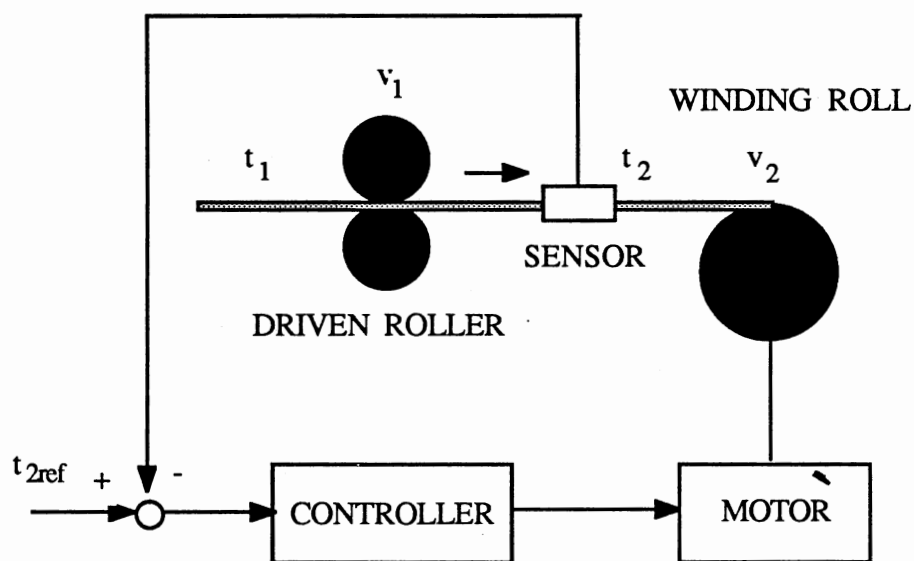 v1
WINDING ROLL
t1
t2
v2
SENSOR
DRIVEN ROLLER
t2ref
+
-
CONTROLLER
MOTOR